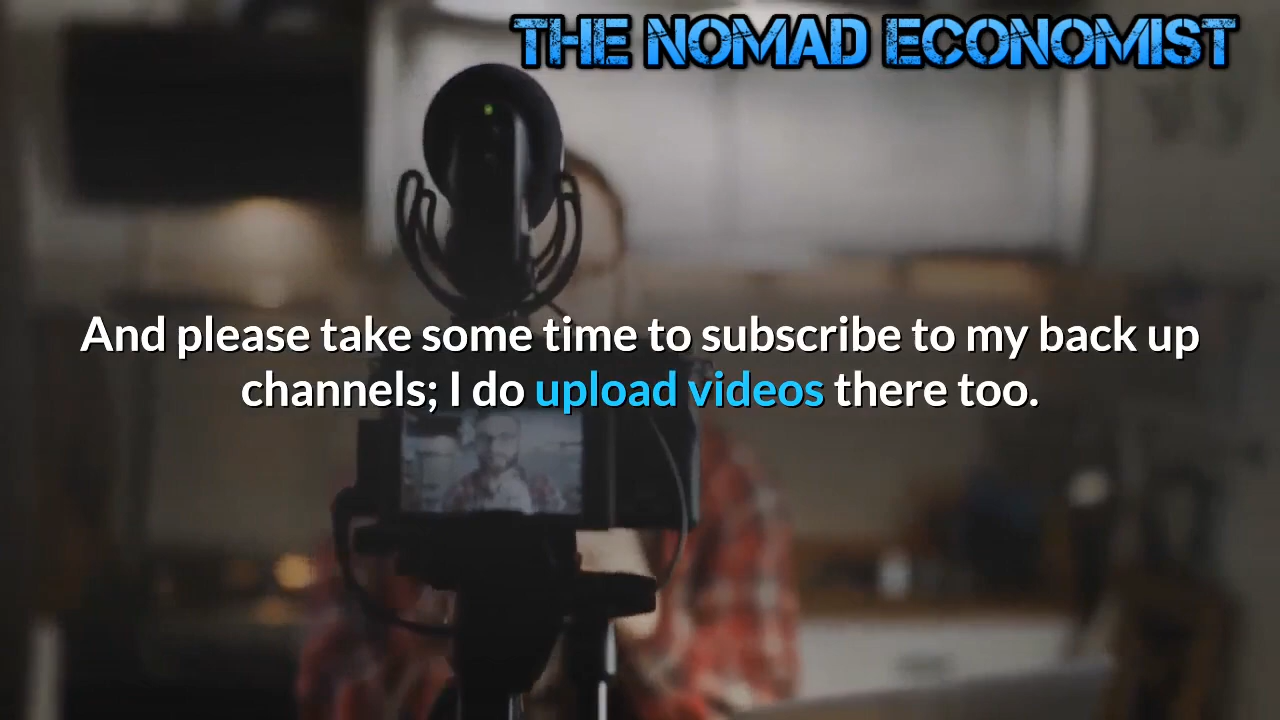 THE NOMAD ECONOMIST
And please take some time to subscribe to my back up
channels; I do upload videos there too.